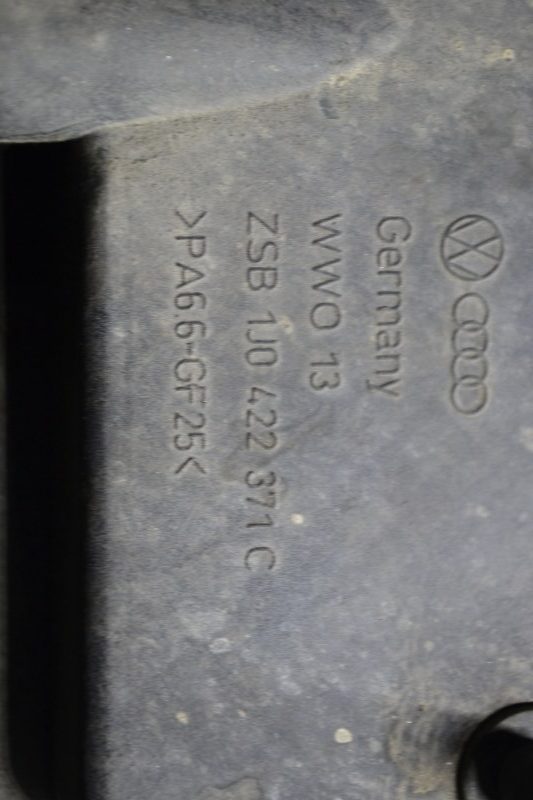 Germany
WWO 13
ZSB 1J0 422 371 C
>PA6.6-GF25<